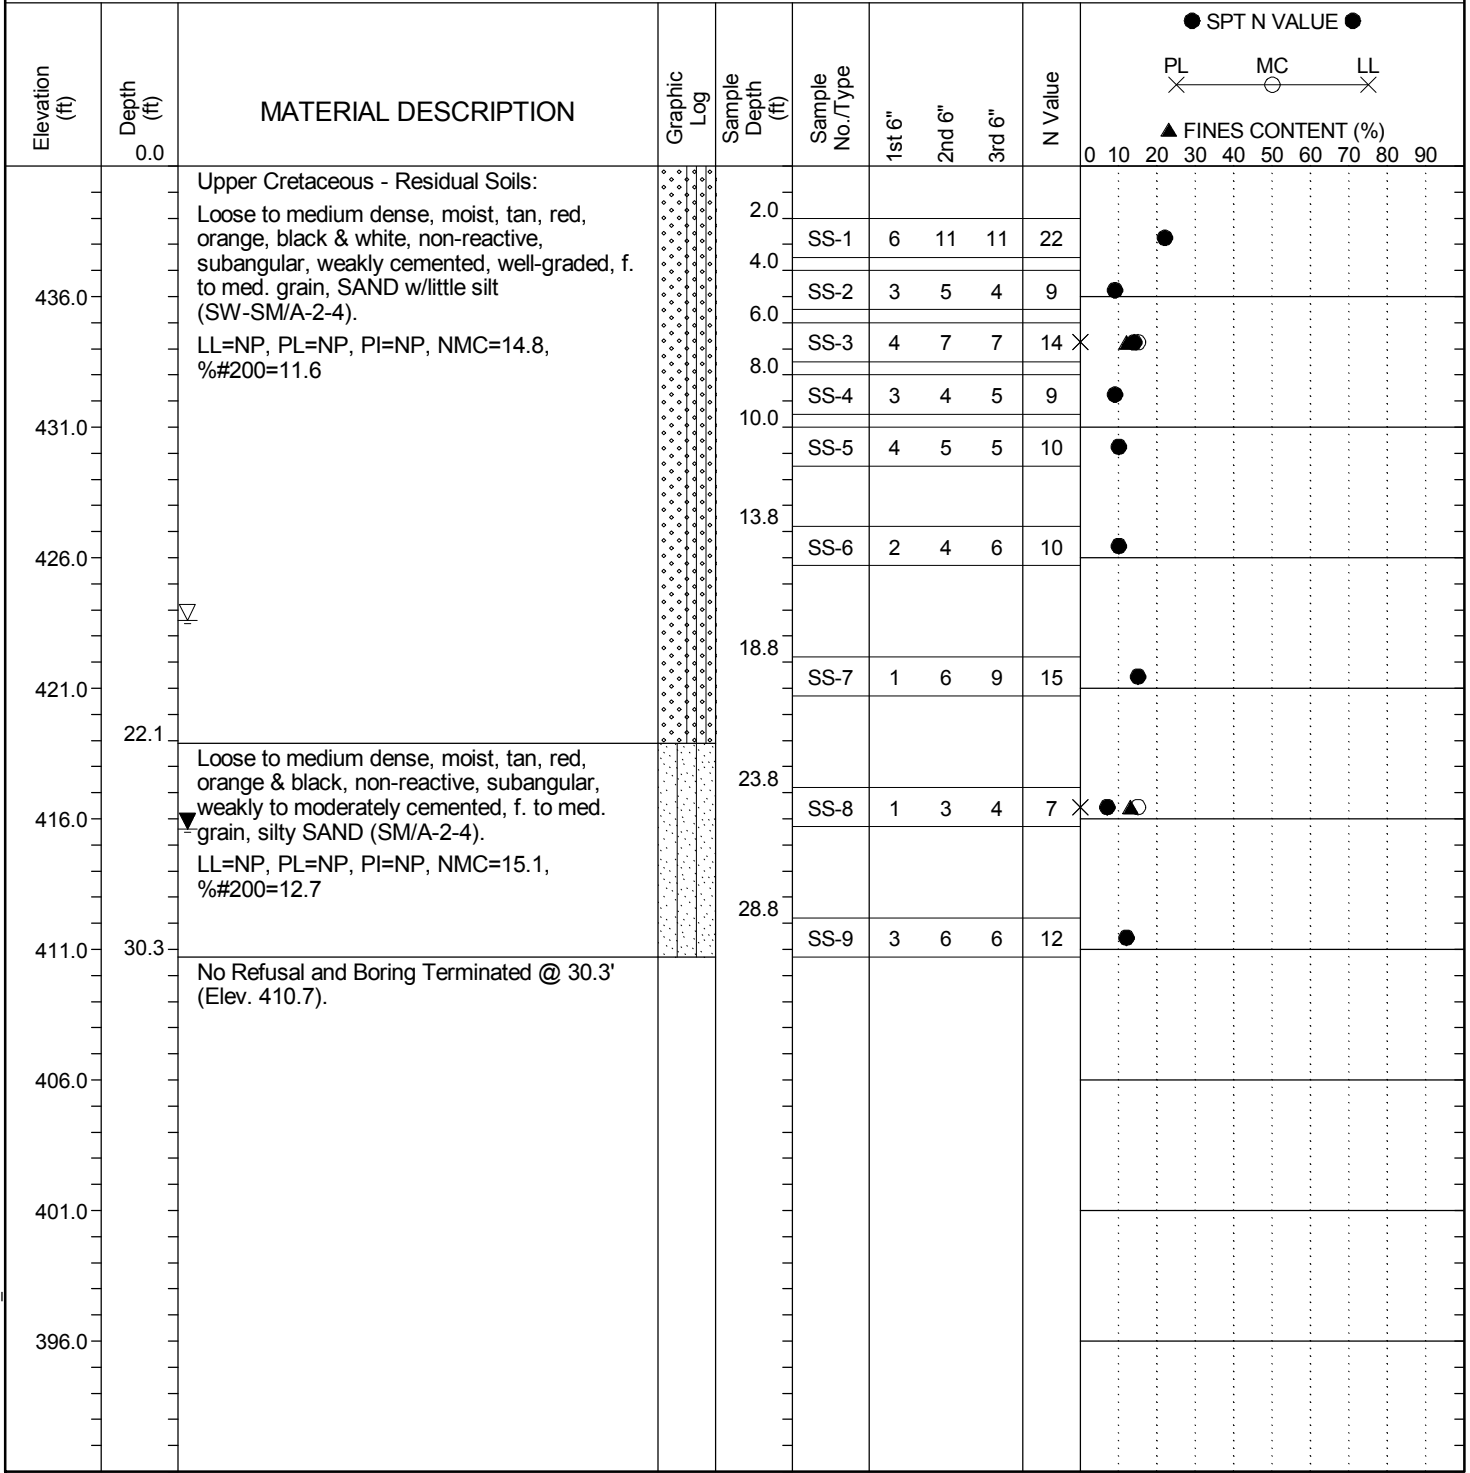 ● SPT N VALUE ●
PL MC LL
▲ FINES CONTENT (%)
0 10 20 30 40 50 60 70 80 90
Elevation (ft)
Depth (ft)
0.0
MATERIAL DESCRIPTION
Graphic Log
Sample Depth (ft)
Sample No./Type
1st 6"
2nd 6"
3rd 6"
N Value
Upper Cretaceous - Residual Soils:
Loose to medium dense, moist, tan, red,
orange, black & white, non-reactive,
subangular, weakly cemented, well-graded, f.
to med. grain, SAND w/little silt
(SW-SM/A-2-4).
LL=NP, PL=NP, PI=NP, NMC=14.8,
%#200=11.6
2.0
SS-1 6 11 11 22
4.0
436.0
SS-2 3 5 4 9
6.0
SS-3 4 7 7 14
8.0
SS-4 3 4 5 9
10.0
431.0
SS-5 4 5 5 10
13.8
SS-6 2 4 6 10
426.0
18.8
SS-7 1 6 9 15
421.0
22.1
Loose to medium dense, moist, tan, red,
orange & black, non-reactive, subangular,
weakly to moderately cemented, f. to med.
grain, silty SAND (SM/A-2-4).
LL=NP, PL=NP, PI=NP, NMC=15.1,
%#200=12.7
23.8
SS-8 1 3 4 7
416.0
28.8
SS-9 3 6 6 12
411.0
30.3
No Refusal and Boring Terminated @ 30.3'
(Elev. 410.7).
406.0
401.0
396.0